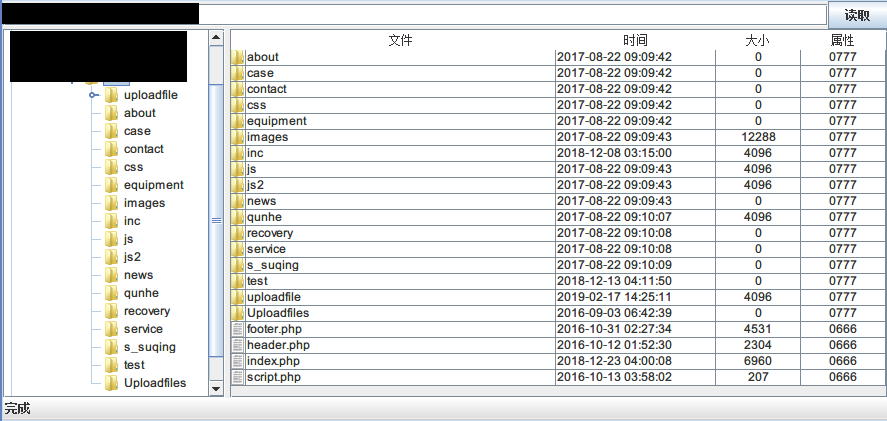 读取
uploadfile
about
case
contact
css
equipment
images
inc
js
js2
news
qunhe
recovery
service
s_suqing
test
Uploadfiles
文件 时间 大小 属性
about 2017-08-22 09:09:42 0 0777
case 2017-08-22 09:09:42 0 0777
contact 2017-08-22 09:09:42 0 0777
css 2017-08-22 09:09:42 0 0777
equipment 2017-08-22 09:09:42 0 0777
images 2017-08-22 09:09:43 12288 0777
inc 2018-12-08 03:15:00 4096 0777
js 2017-08-22 09:09:43 4096 0777
js2 2017-08-22 09:09:43 4096 0777
news 2017-08-22 09:09:43 0 0777
qunhe 2017-08-22 09:10:07 4096 0777
recovery 2017-08-22 09:10:08 0 0777
service 2017-08-22 09:10:08 0 0777
s_suqing 2017-08-22 09:10:09 0 0777
test 2018-12-13 04:11:50 0 0777
uploadfile 2019-02-17 14:25:11 4096 0777
Uploadfiles 2016-09-03 06:42:39 0 0777
footer.php 2016-10-31 02:27:34 4531 0666
header.php 2016-10-12 01:52:30 2304 0666
index.php 2018-12-23 04:00:08 6960 0666
script.php 2016-10-13 03:58:02 207 0666
完成